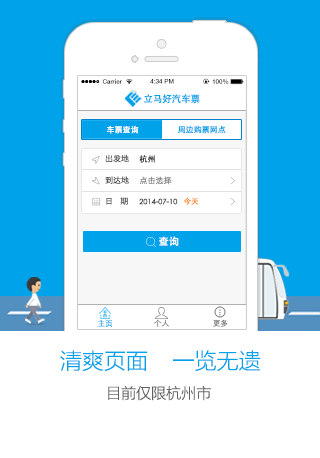 Carrier 4:34 PM 100%
立马好汽车票
车票查询 周边购票网点
出发地 杭州
到达地 点击选择
日 期 2014-07-10 今天
查询
主页 个人 更多
清爽页面 一览无遗
目前仅限杭州市